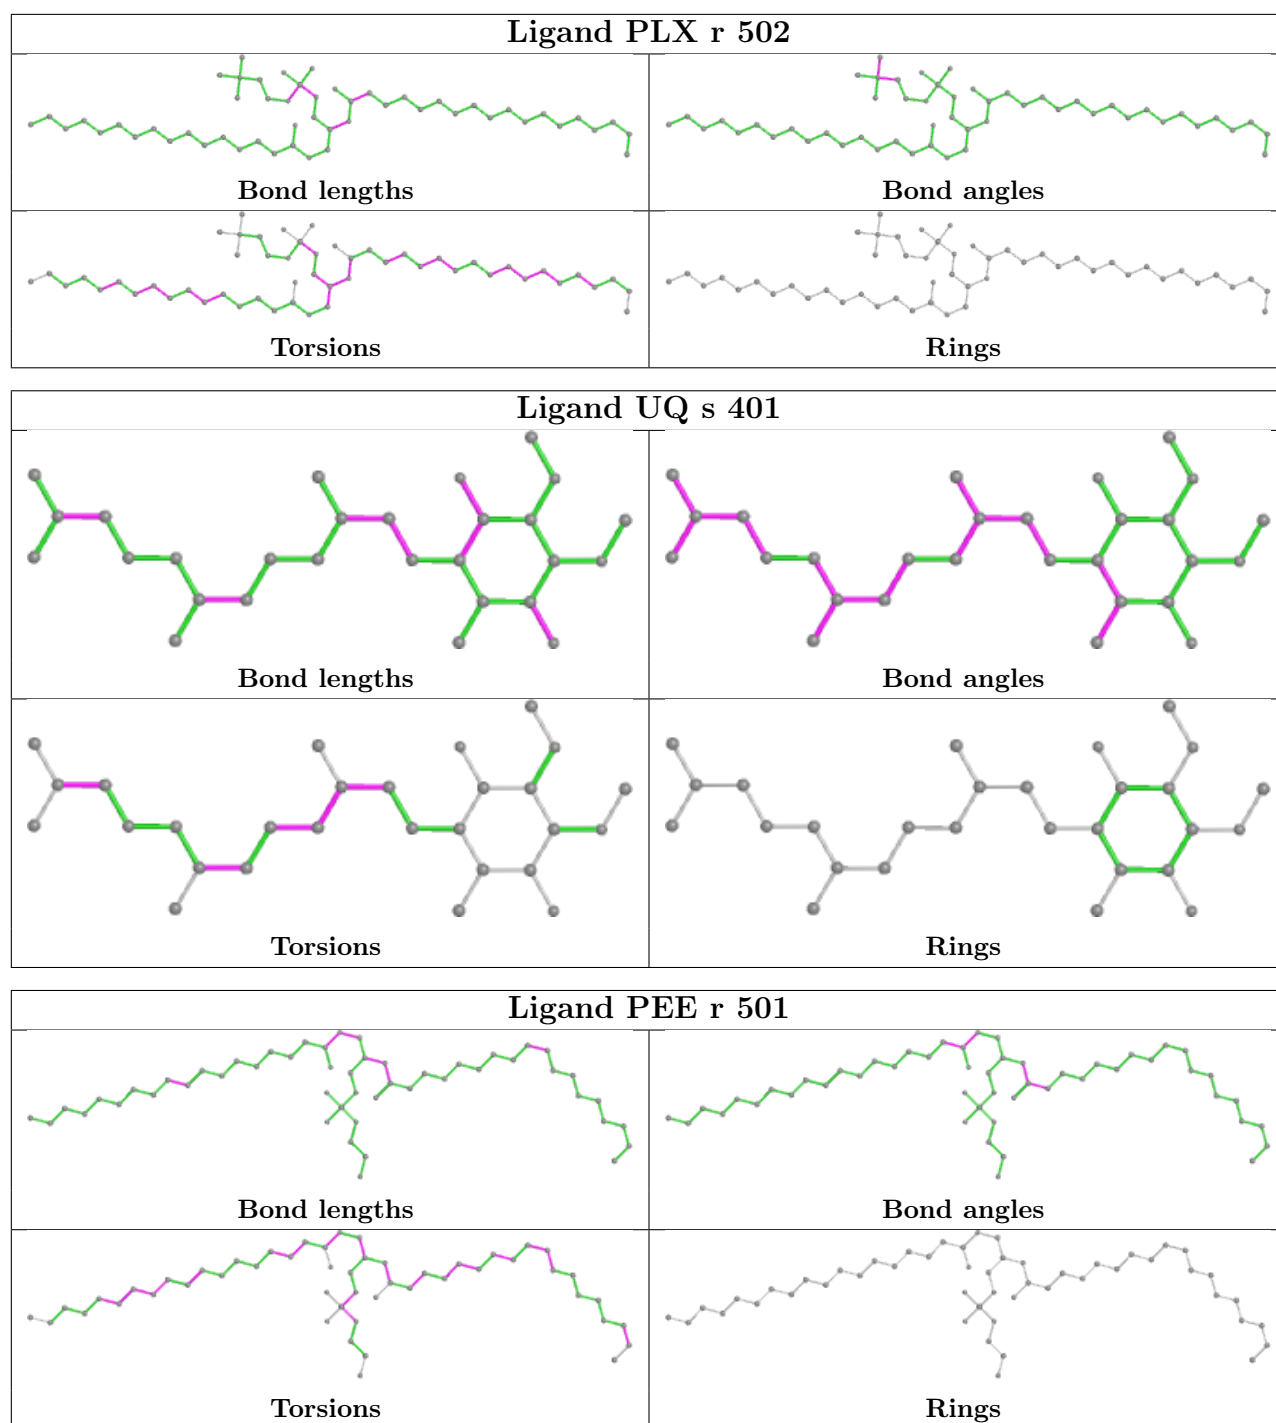 Ligand PLX r 502
Bond lengths
Bond angles
Torsions
Rings
Ligand UQ s 401
Bond lengths
Bond angles
Torsions
Rings
Ligand PEE r 501
Bond lengths
Bond angles
Torsions
Rings